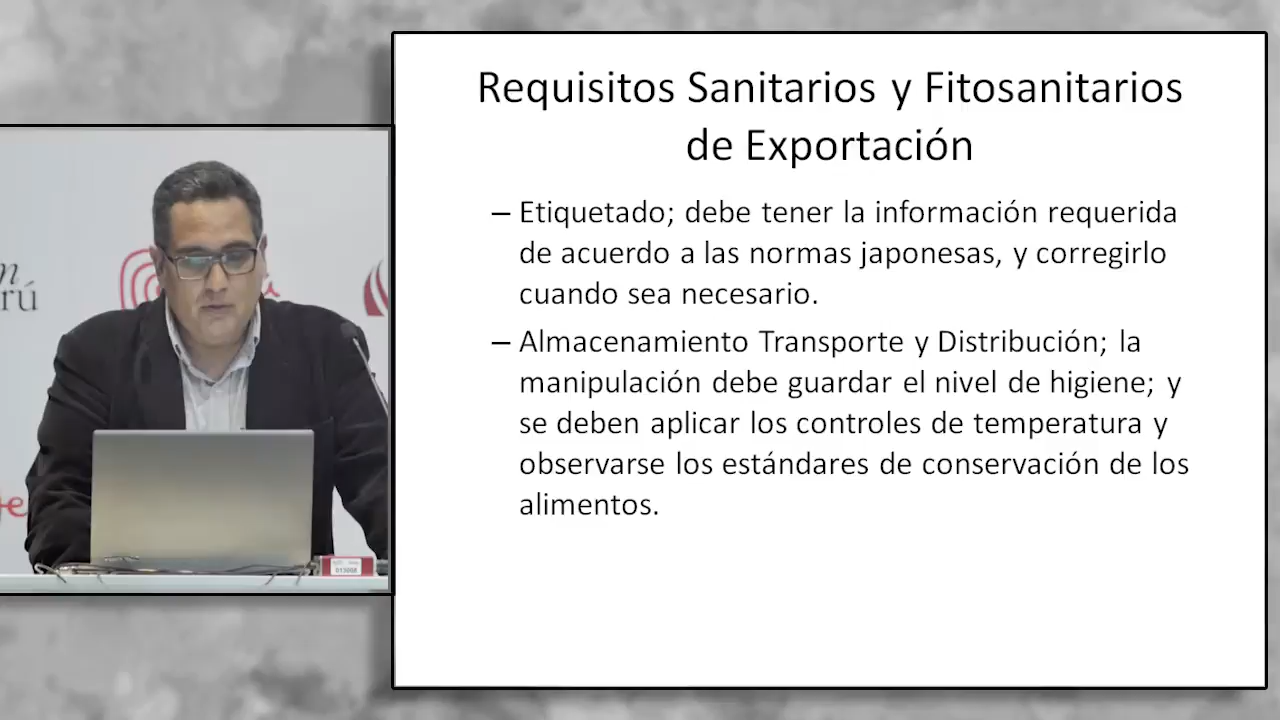 Requisitos Sanitarios y Fitosanitarios
de Exportación
– Etiquetado; debe tener la información requerida
de acuerdo a las normas japonesas, y corregirlo
cuando sea necesario.
– Almacenamiento Transporte y Distribución; la
manipulación debe guardar el nivel de higiene; y
se deben aplicar los controles de temperatura y
observarse los estándares de conservación de los
alimentos.